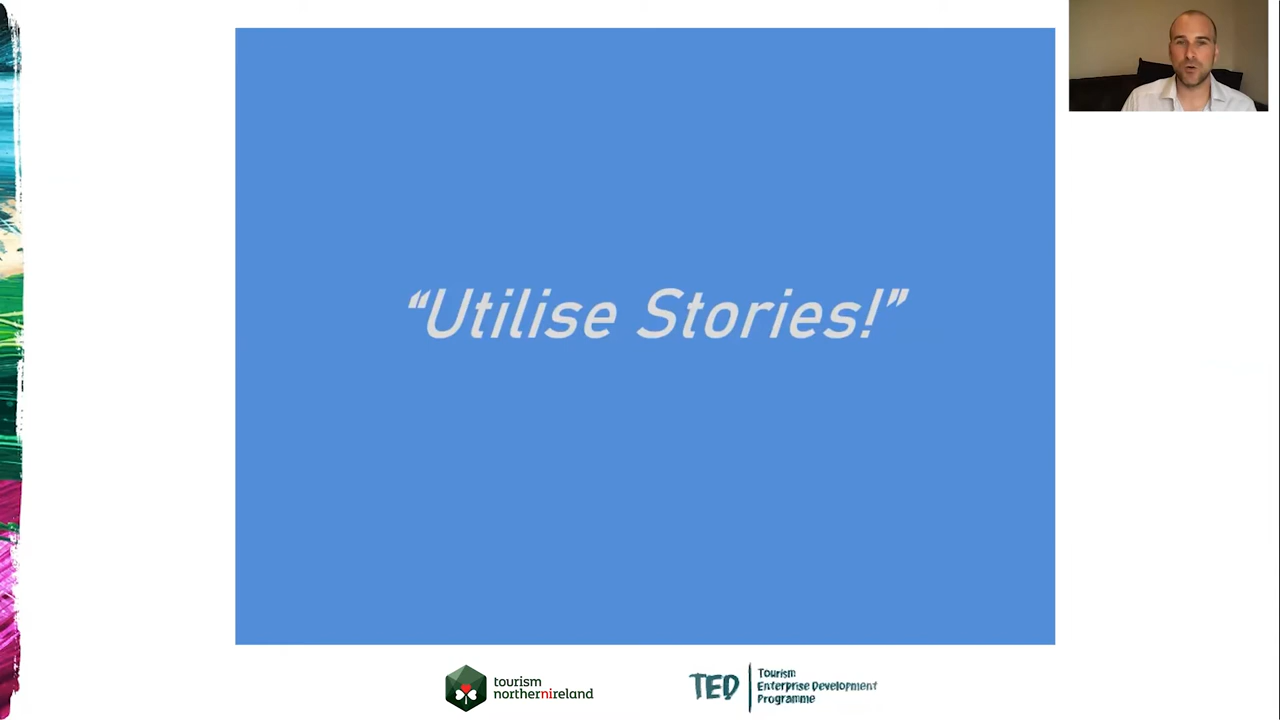 “Utilise Stories!”
tourism
northernireland
TED
Tourism
Enterprise Development
Programme